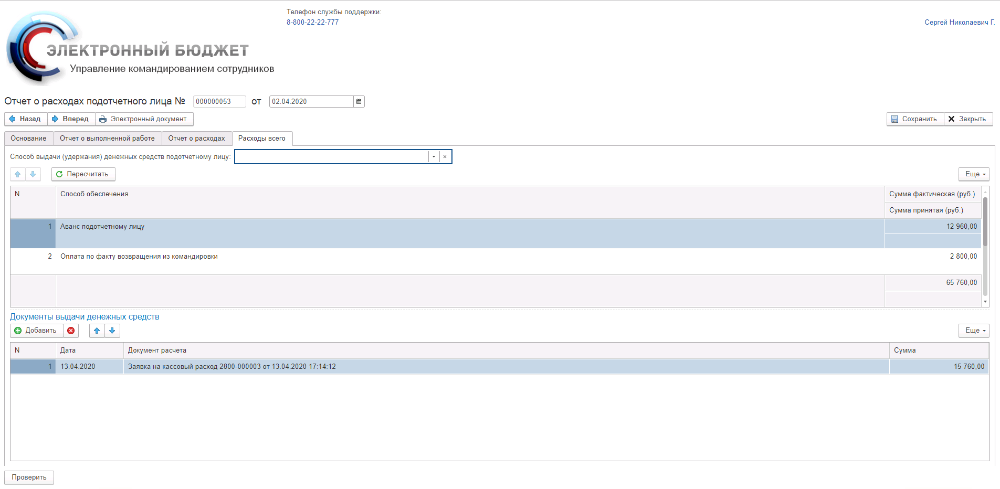 Телефон службы поддержки:
8-800-22-22-777
Сергей Николаевич Г.
ЭЛЕКТРОННЫЙ БЮДЖЕТ
Управление командированием сотрудников
Отчет о расходах подотчетного лица № 000000053 от 02.04.2020
Назад Вперед Электронный документ Сохранить Закрыть
Основание Отчет о выполненной работе Отчет о расходах Расходы всего
Способ выдачи (удержания) денежных средств подотчетному лицу:
Пересчитать Еще
N Способ обеспечения Сумма фактическая (руб.)
Сумма принятая (руб.)
1 Аванс подотчетному лицу 12 960,00
2 Оплата по факту возвращения из командировки 2 800,00
65 760,00
Документы выдачи денежных средств
Добавить Еще
N Дата Документ расчета Сумма
1 13.04.2020 Заявка на кассовый расход 2800-000003 от 13.04.2020 17:14:12 15 760,00
Проверить